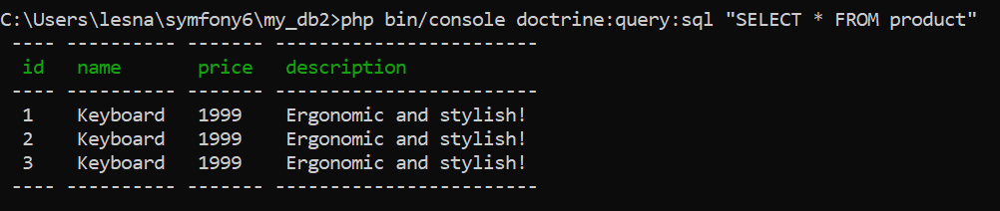 C:\Users\lesna\symfony6\my_db2>php bin/console doctrine:query:sql "SELECT * FROM product"
---- ---------- ------- ------------------------
id name price description
---- ---------- ------- ------------------------
1 Keyboard 1999 Ergonomic and stylish!
2 Keyboard 1999 Ergonomic and stylish!
3 Keyboard 1999 Ergonomic and stylish!
---- ---------- ------- ------------------------